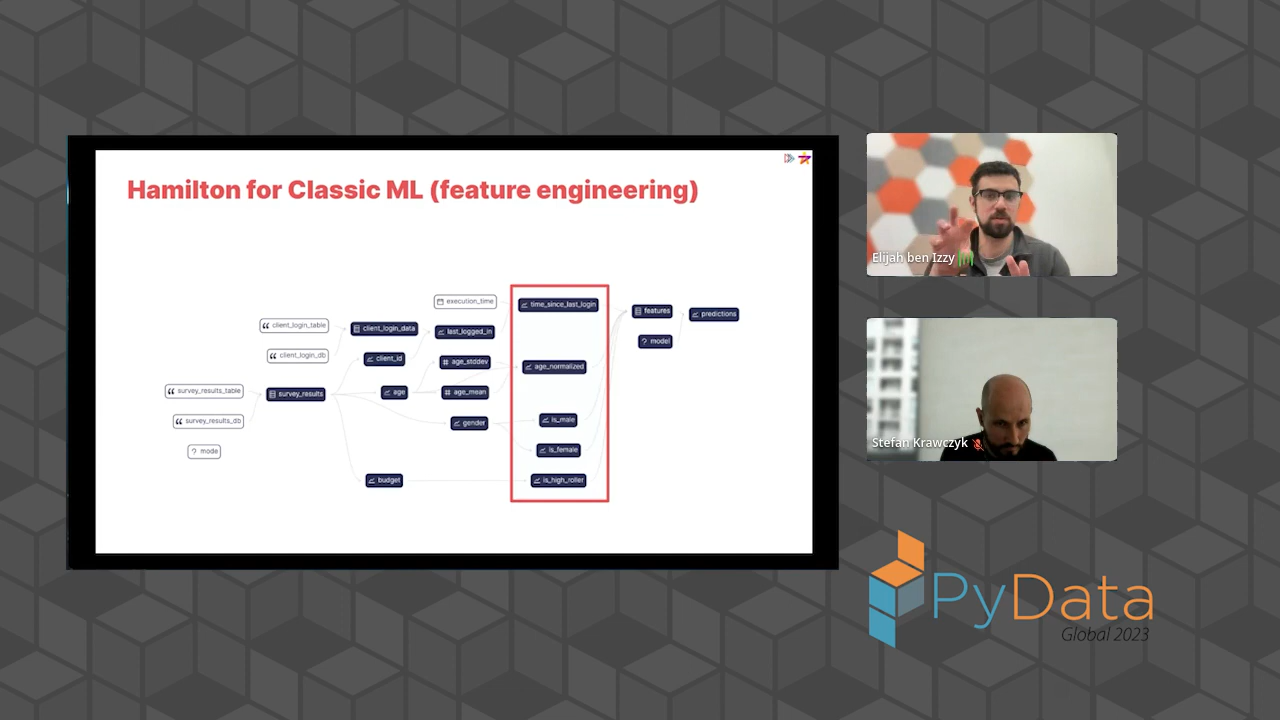 Hamilton for Classic ML (feature engineering)
execution_time
time_since_last_login
features
predictions
client_login_table
client_login_data
last_logged_in
model
client_login_db
client_id
age_stddev
age_normalized
survey_results_table
survey_results
age
age_mean
survey_results_db
gender
is_male
mode
is_female
budget
is_high_roller
Elijah ben Izzy
Stefan Krawczyk
PyData
Global 2023